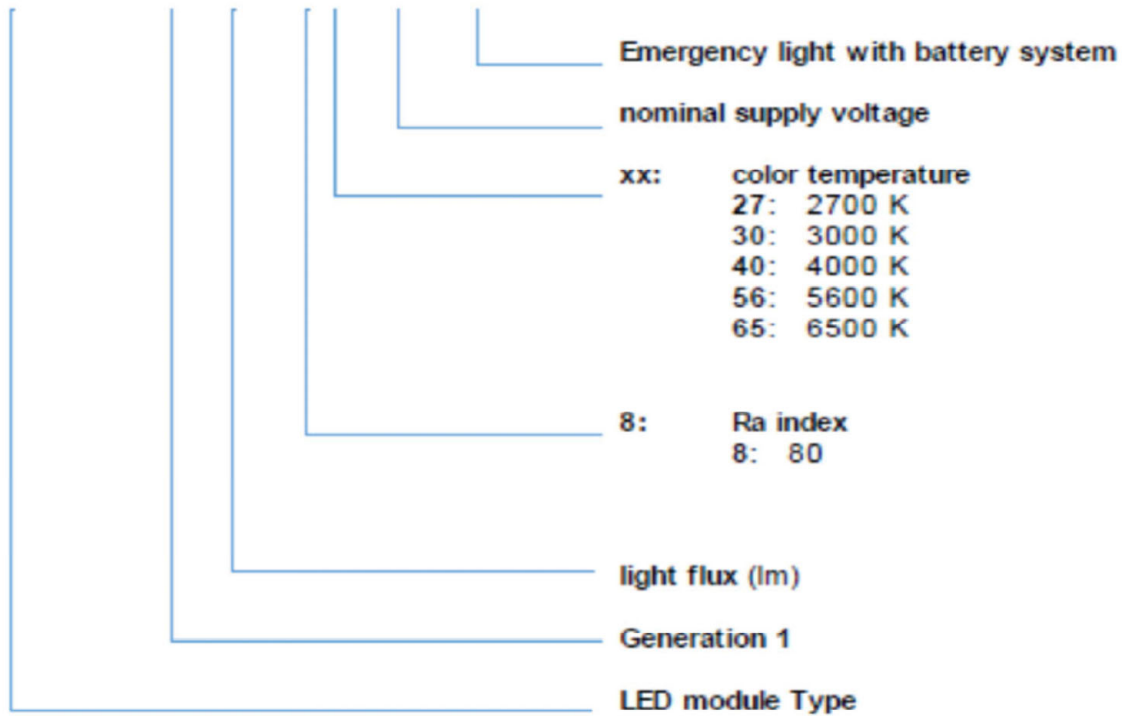 Emergency light with battery system
nominal supply voltage
xx: color temperature
27: 2700 K
30: 3000 K
40: 4000 K
56: 5600 K
65: 6500 K
8: Ra index
8: 80
light flux (lm)
Generation 1
LED module Type